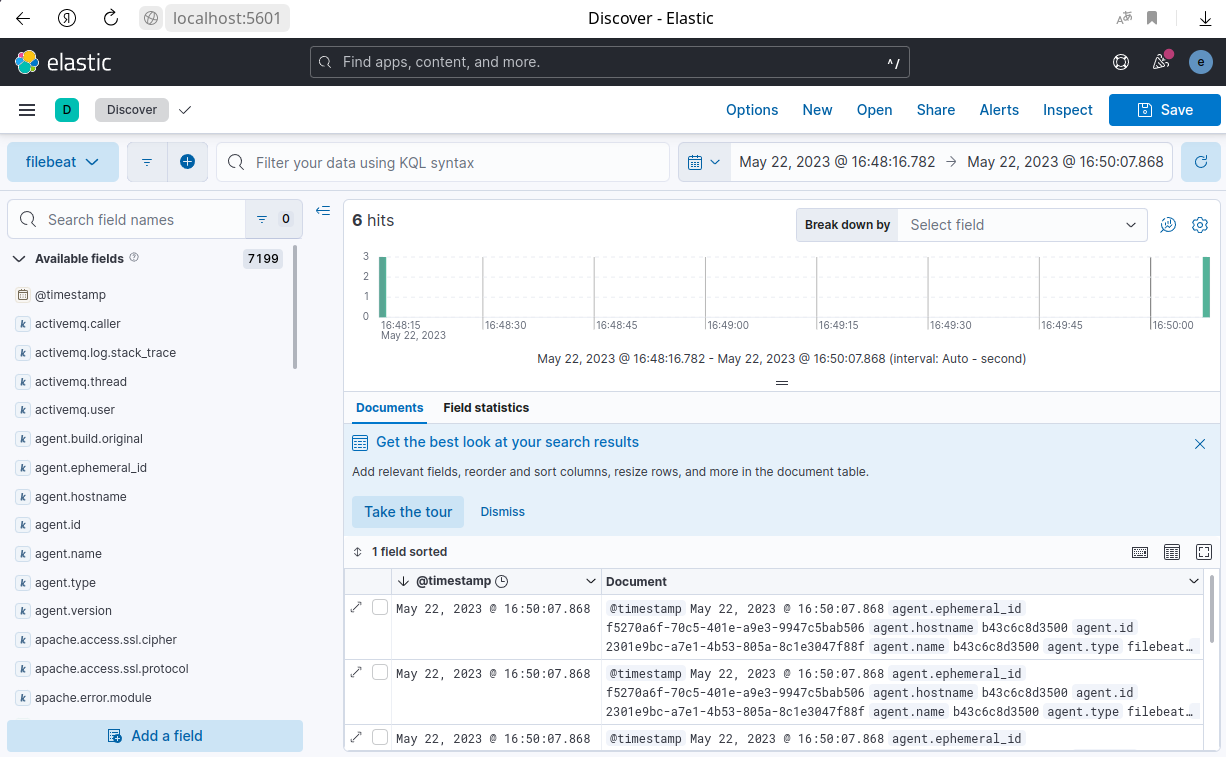 Я localhost:5601 Discover - Elastic
elastic Find apps, content, and more. ^/ e
D Discover Options New Open Share Alerts Inspect Save
filebeat Filter your data using KQL syntax May 22, 2023 @ 16:48:16.782 → May 22, 2023 @ 16:50:07.868
Search field names 0
Available fields 7199
@timestamp
k activemq.caller
k activemq.log.stack_trace
k activemq.thread
k activemq.user
k agent.build.original
k agent.ephemeral_id
k agent.hostname
k agent.id
k agent.name
k agent.type
k agent.version
k apache.access.ssl.cipher
k apache.access.ssl.protocol
k apache.error.module
Add a field
6 hits
Break down by Select field
3
2
1
0
16:48:15 16:48:30 16:48:45 16:49:00 16:49:15 16:49:30 16:49:45 16:50:00
May 22, 2023
May 22, 2023 @ 16:48:16.782 - May 22, 2023 @ 16:50:07.868 (interval: Auto - second)
Documents Field statistics
Get the best look at your search results
Add relevant fields, reorder and sort columns, resize rows, and more in the document table.
Take the tour Dismiss
1 field sorted
@timestamp Document
May 22, 2023 @ 16:50:07.868 @timestamp May 22, 2023 @ 16:50:07.868 agent.ephemeral_id
f5270a6f-70c5-401e-a9e3-9947c5bab506 agent.hostname b43c6c8d3500 agent.id
2301e9bc-a7e1-4b53-805a-8c1e3047f88f agent.name b43c6c8d3500 agent.type filebeat…
May 22, 2023 @ 16:50:07.868 @timestamp May 22, 2023 @ 16:50:07.868 agent.ephemeral_id
f5270a6f-70c5-401e-a9e3-9947c5bab506 agent.hostname b43c6c8d3500 agent.id
2301e9bc-a7e1-4b53-805a-8c1e3047f88f agent.name b43c6c8d3500 agent.type filebeat…
May 22, 2023 @ 16:50:07.868 @timestamp May 22, 2023 @ 16:50:07.868 agent.ephemeral_id